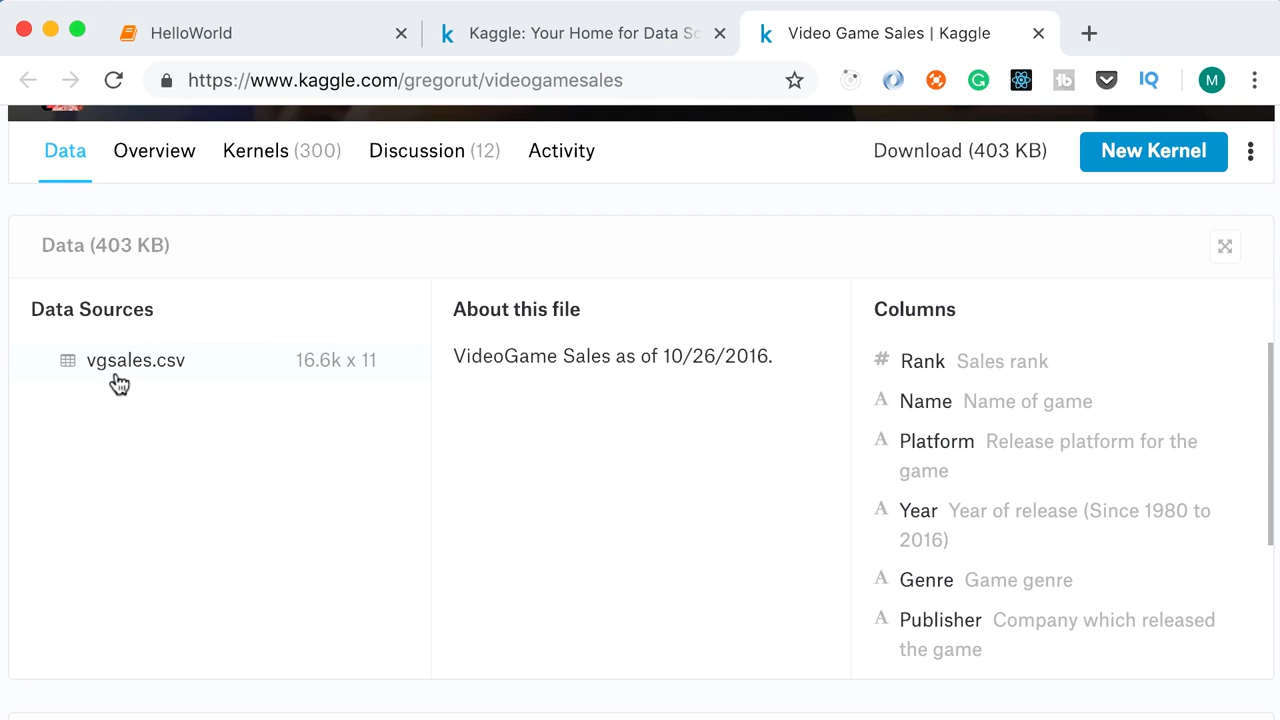 HelloWorld
Kaggle: Your Home for Data Sc
Video Game Sales | Kaggle
https://www.kaggle.com/gregorut/videogamesales
IQ
M
Data Overview Kernels (300) Discussion (12) Activity Download (403 KB) New Kernel
Data (403 KB)
Data Sources
vgsales.csv 16.6k x 11
About this file
VideoGame Sales as of 10/26/2016.
Columns
# Rank Sales rank
A Name Name of game
A Platform Release platform for the
game
A Year Year of release (Since 1980 to
2016)
A Genre Game genre
A Publisher Company which released
the game